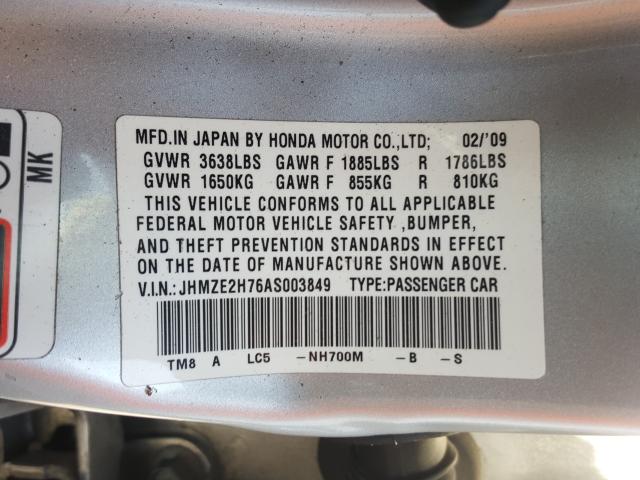 MFD.IN JAPAN BY HONDA MOTOR CO.,LTD; 02/'09
GVWR 3638LBS GAWR F 1885LBS R 1786LBS
GVWR 1650KG GAWR F 855KG R 810KG
THIS VEHICLE CONFORMS TO ALL APPLICABLE
FEDERAL MOTOR VEHICLE SAFETY ,BUMPER,
AND THEFT PREVENTION STANDARDS IN EFFECT
ON THE DATE OF MANUFACTURE SHOWN ABOVE.
V.I.N.: JHMZE2H76AS003849 TYPE:PASSENGER CAR
TM8 A LC5 -NH700M -B -S
MK